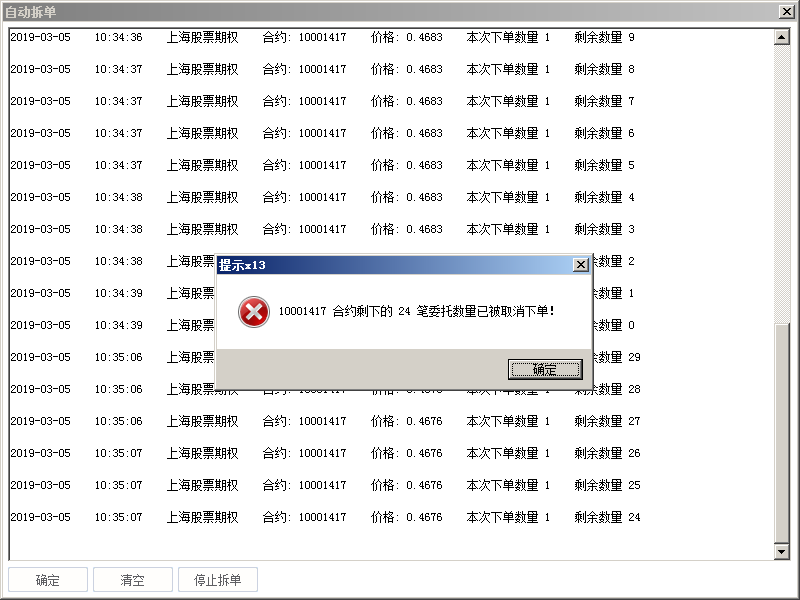 自动拆单
2019-03-05 10:34:36 上海股票期权 合约: 10001417 价格: 0.4683 本次下单数量 1 剩余数量 9
2019-03-05 10:34:37 上海股票期权 合约: 10001417 价格: 0.4683 本次下单数量 1 剩余数量 8
2019-03-05 10:34:37 上海股票期权 合约: 10001417 价格: 0.4683 本次下单数量 1 剩余数量 7
2019-03-05 10:34:37 上海股票期权 合约: 10001417 价格: 0.4683 本次下单数量 1 剩余数量 6
2019-03-05 10:34:37 上海股票期权 合约: 10001417 价格: 0.4683 本次下单数量 1 剩余数量 5
2019-03-05 10:34:38 上海股票期权 合约: 10001417 价格: 0.4683 本次下单数量 1 剩余数量 4
2019-03-05 10:34:38 上海股票期权 合约: 10001417 价格: 0.4683 本次下单数量 1 剩余数量 3
2019-03-05 10:34:38 上海股票 余数量 2
2019-03-05 10:34:39 上海股票 余数量 1
2019-03-05 10:34:39 上海股票 余数量 0
2019-03-05 10:35:06 上海股票 余数量 29
2019-03-05 10:35:06 上海股票 余数量 28
提示x13
10001417 合约剩下的 24 笔委托数量已被取消下单!
确定
2019-03-05 10:35:06 上海股票期权 合约: 10001417 价格: 0.4676 本次下单数量 1 剩余数量 27
2019-03-05 10:35:07 上海股票期权 合约: 10001417 价格: 0.4676 本次下单数量 1 剩余数量 26
2019-03-05 10:35:07 上海股票期权 合约: 10001417 价格: 0.4676 本次下单数量 1 剩余数量 25
2019-03-05 10:35:07 上海股票期权 合约: 10001417 价格: 0.4676 本次下单数量 1 剩余数量 24
确定 清空 停止拆单